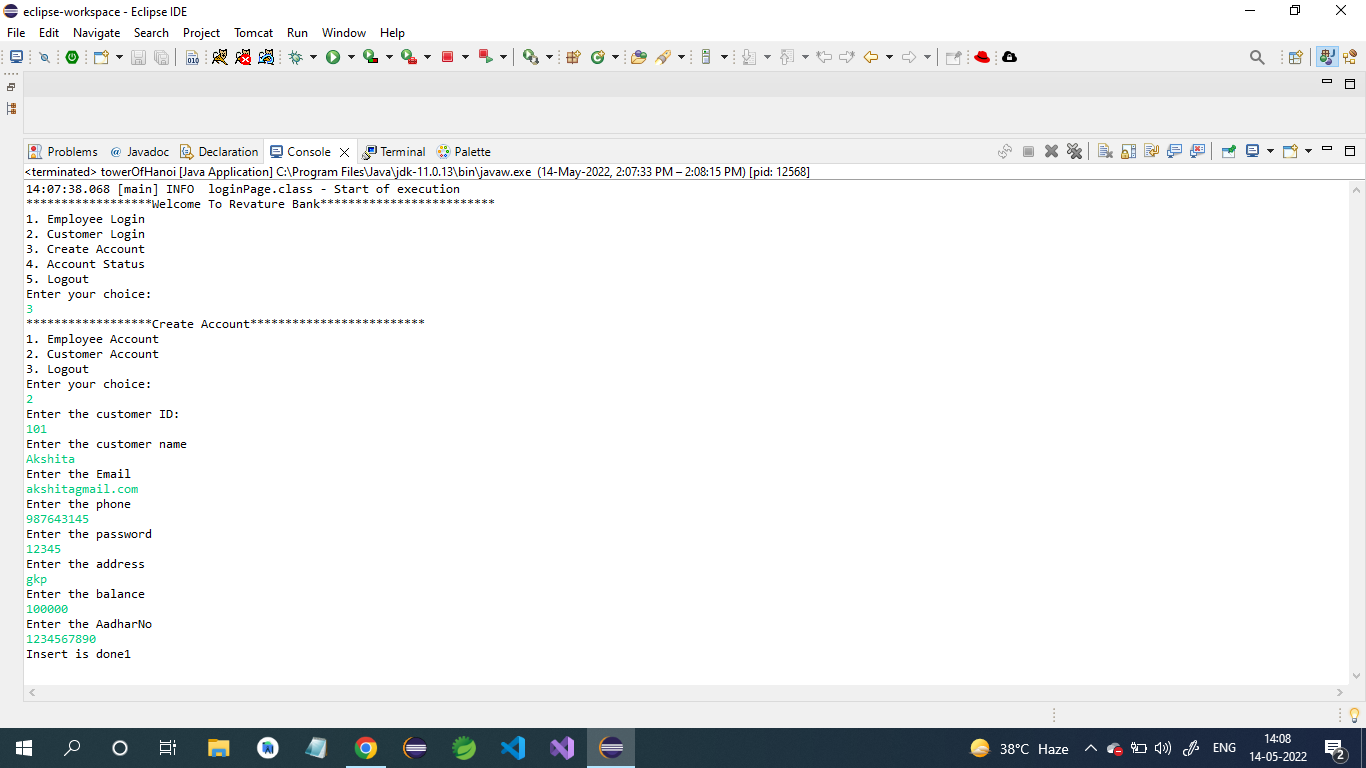 eclipse-workspace - Eclipse IDE
File Edit Navigate Search Project Tomcat Run Window Help
Problems @ Javadoc Declaration Console Terminal Palette
<terminated> towerOfHanoi [Java Application] C:\Program Files\Java\jdk-11.0.13\bin\javaw.exe (14-May-2022, 2:07:33 PM – 2:08:15 PM) [pid: 12568]
14:07:38.068 [main] INFO  loginPage.class - Start of execution
******************Welcome To Revature Bank*************************
1. Employee Login
2. Customer Login
3. Create Account
4. Account Status
5. Logout
Enter your choice:
3
******************Create Account*************************
1. Employee Account
2. Customer Account
3. Logout
Enter your choice:
2
Enter the customer ID:
101
Enter the customer name
Akshita
Enter the Email
akshitagmail.com
Enter the phone
987643145
Enter the password
12345
Enter the address
gkp
Enter the balance
100000
Enter the AadharNo
1234567890
Insert is done1
38°C Haze ENG 14:08
14-05-2022 2